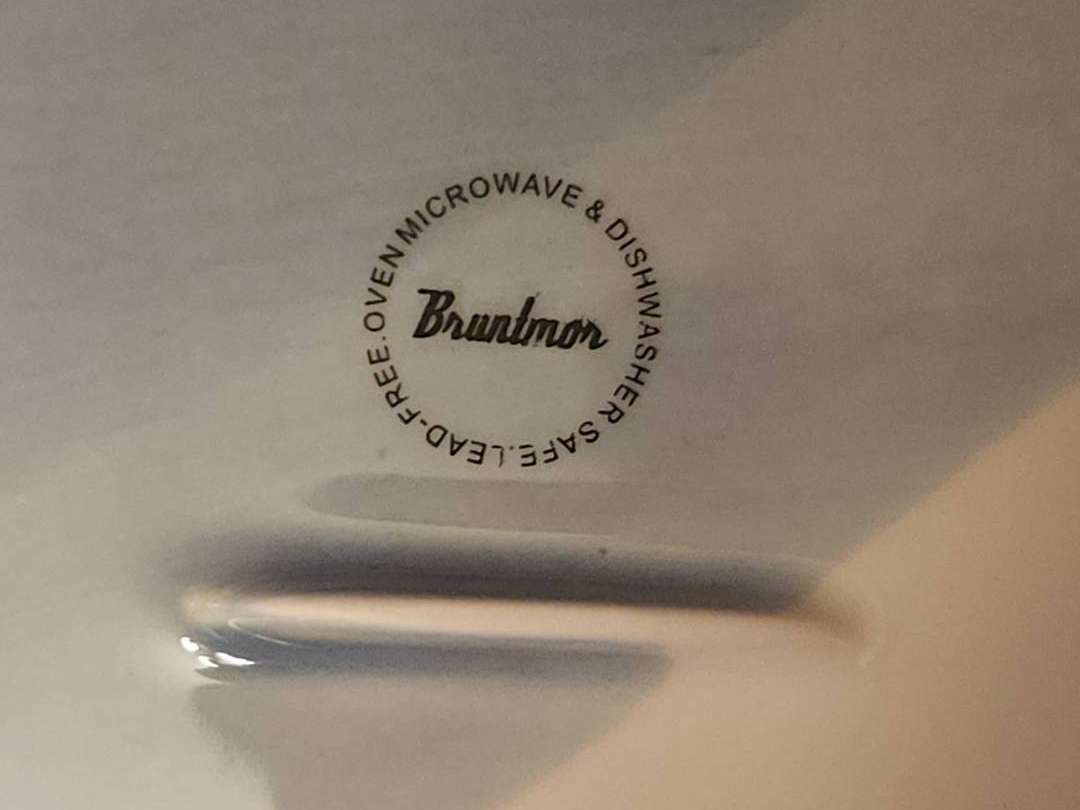 OVEN MICROWAVE & DISHWASHER SAFE.LEAD-FREE.
Bruntmor